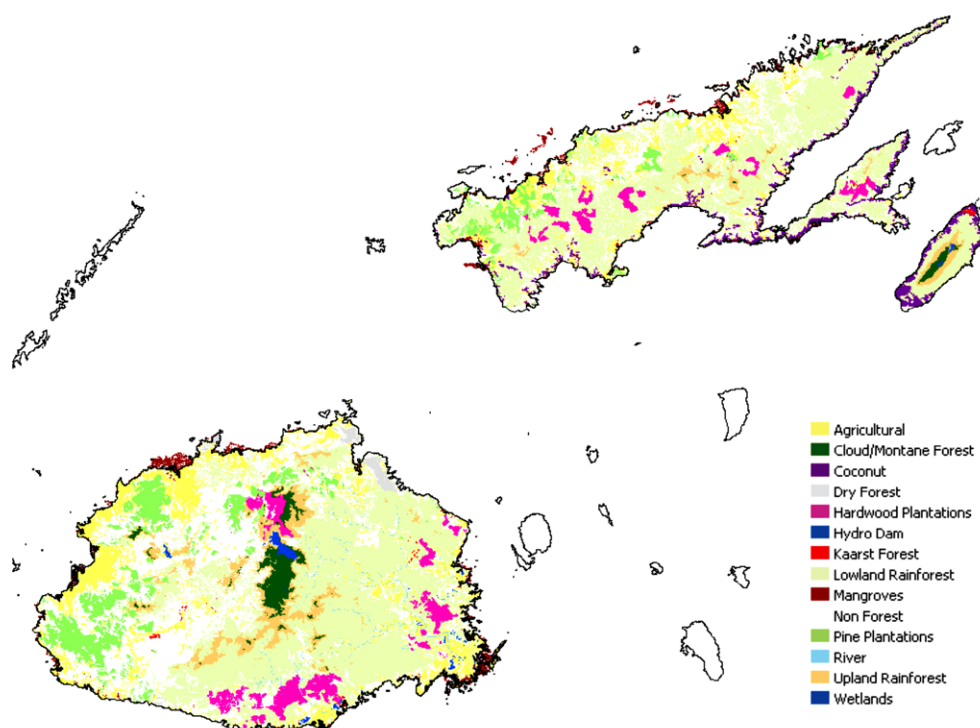 Agricultural
Cloud/Montane Forest
Coconut
Dry Forest
Hardwood Plantations
Hydro Dam
Kaarst Forest
Lowland Rainforest
Mangroves
Non Forest
Pine Plantations
River
Upland Rainforest
Wetlands